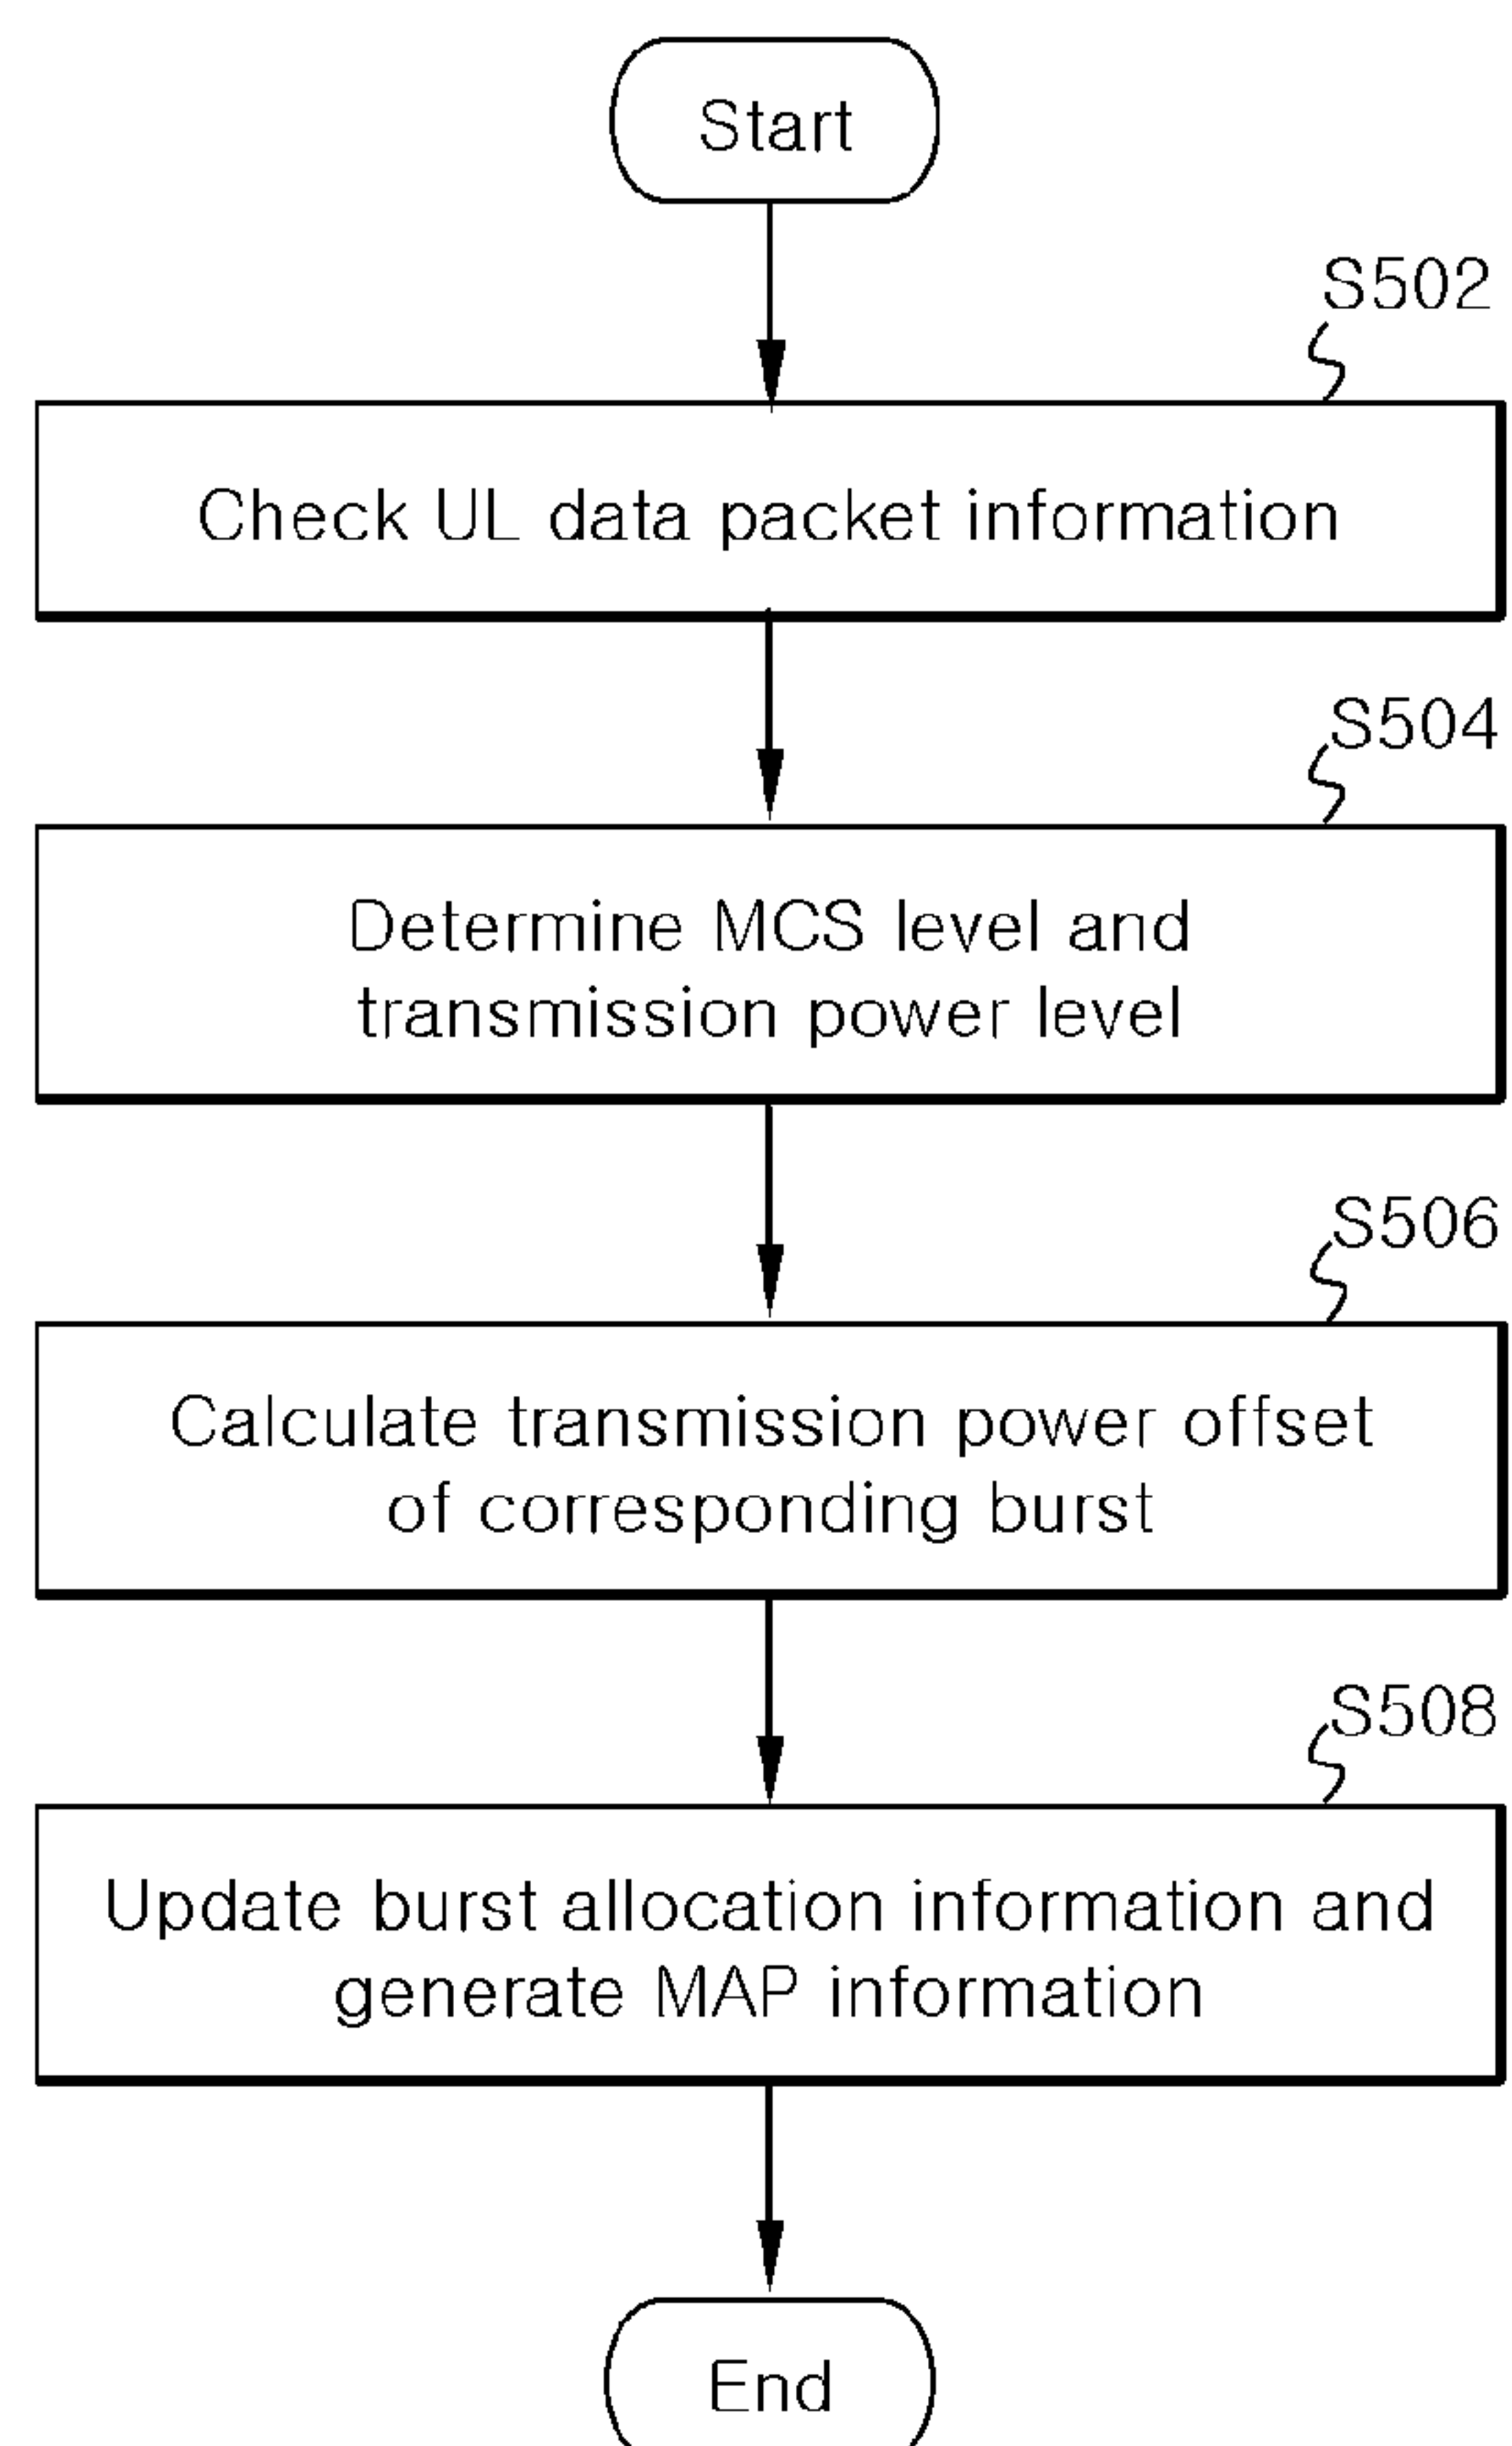 Start
S502
Check UL data packet information
S504
Determine MCS level and
transmission power level
S506
Calculate transmission power offset
of corresponding burst
S508
Update burst allocation information and
generate MAP information
End